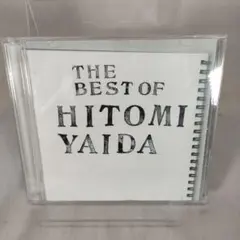 THE
BEST OF
HITOMI
YAIDA